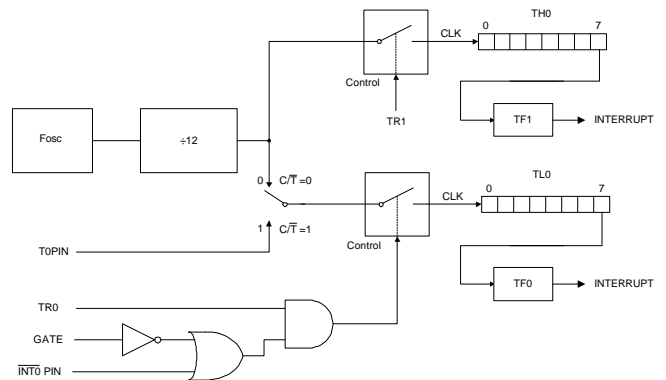 TH0
0 7
CLK
Control
TR1
TF1 INTERRUPT
Fosc
÷12
0 C/T̅=0
1 C/T̅=1
T0PIN
TL0
0 7
CLK
Control
TF0 INTERRUPT
TR0
GATE
I̅N̅T̅0̅ PIN